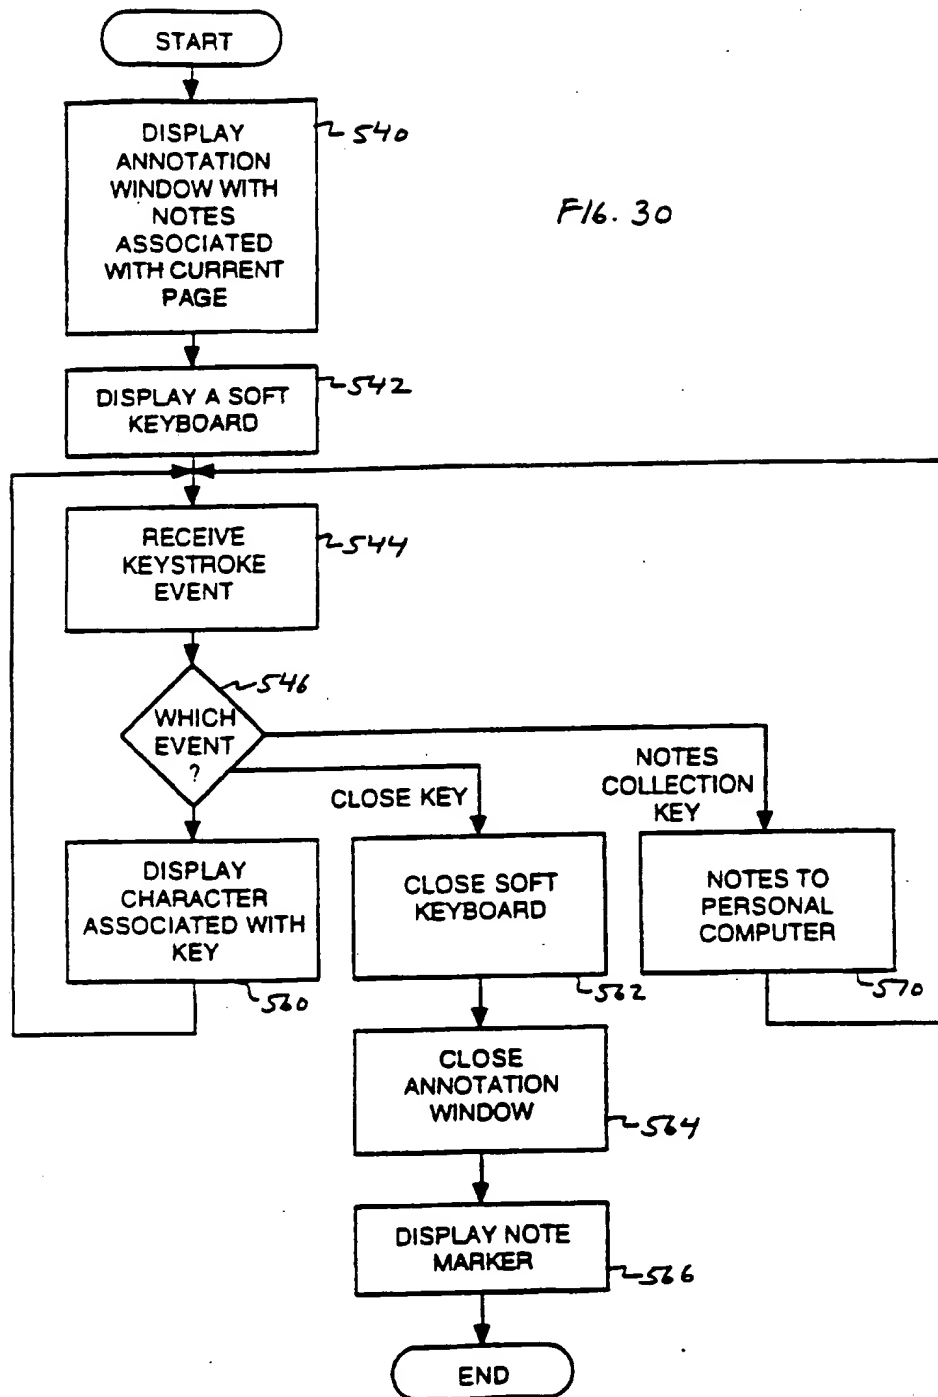 START
DISPLAY
ANNOTATION
WINDOW WITH
NOTES
ASSOCIATED
WITH CURRENT
PAGE
540
FIG. 30
DISPLAY A SOFT
KEYBOARD
542
RECEIVE
KEYSTROKE
EVENT
544
WHICH
EVENT
?
546
CLOSE KEY
NOTES
COLLECTION
KEY
DISPLAY
CHARACTER
ASSOCIATED WITH
KEY
560
CLOSE SOFT
KEYBOARD
562
NOTES TO
PERSONAL
COMPUTER
570
CLOSE
ANNOTATION
WINDOW
564
DISPLAY NOTE
MARKER
566
END